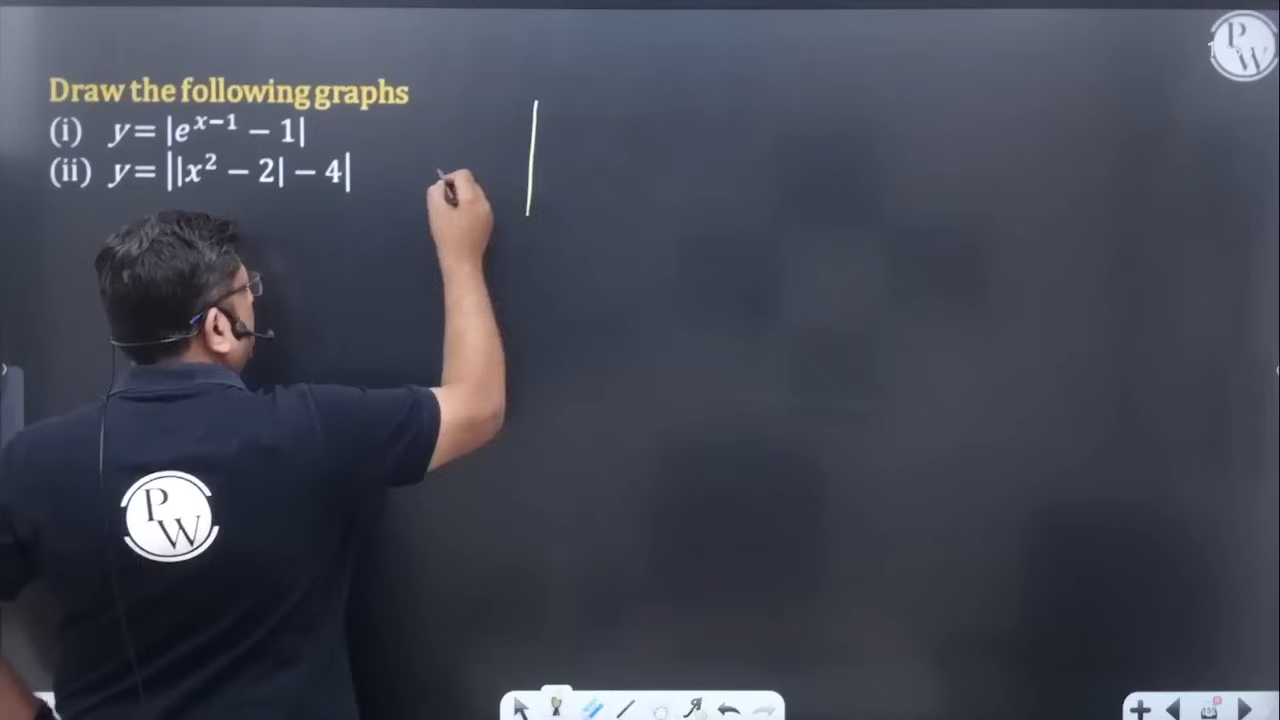 Draw the following graphs
(i) y = |e^{x−1} − 1|
(ii) y = ||x² − 2| − 4|
PW
PW